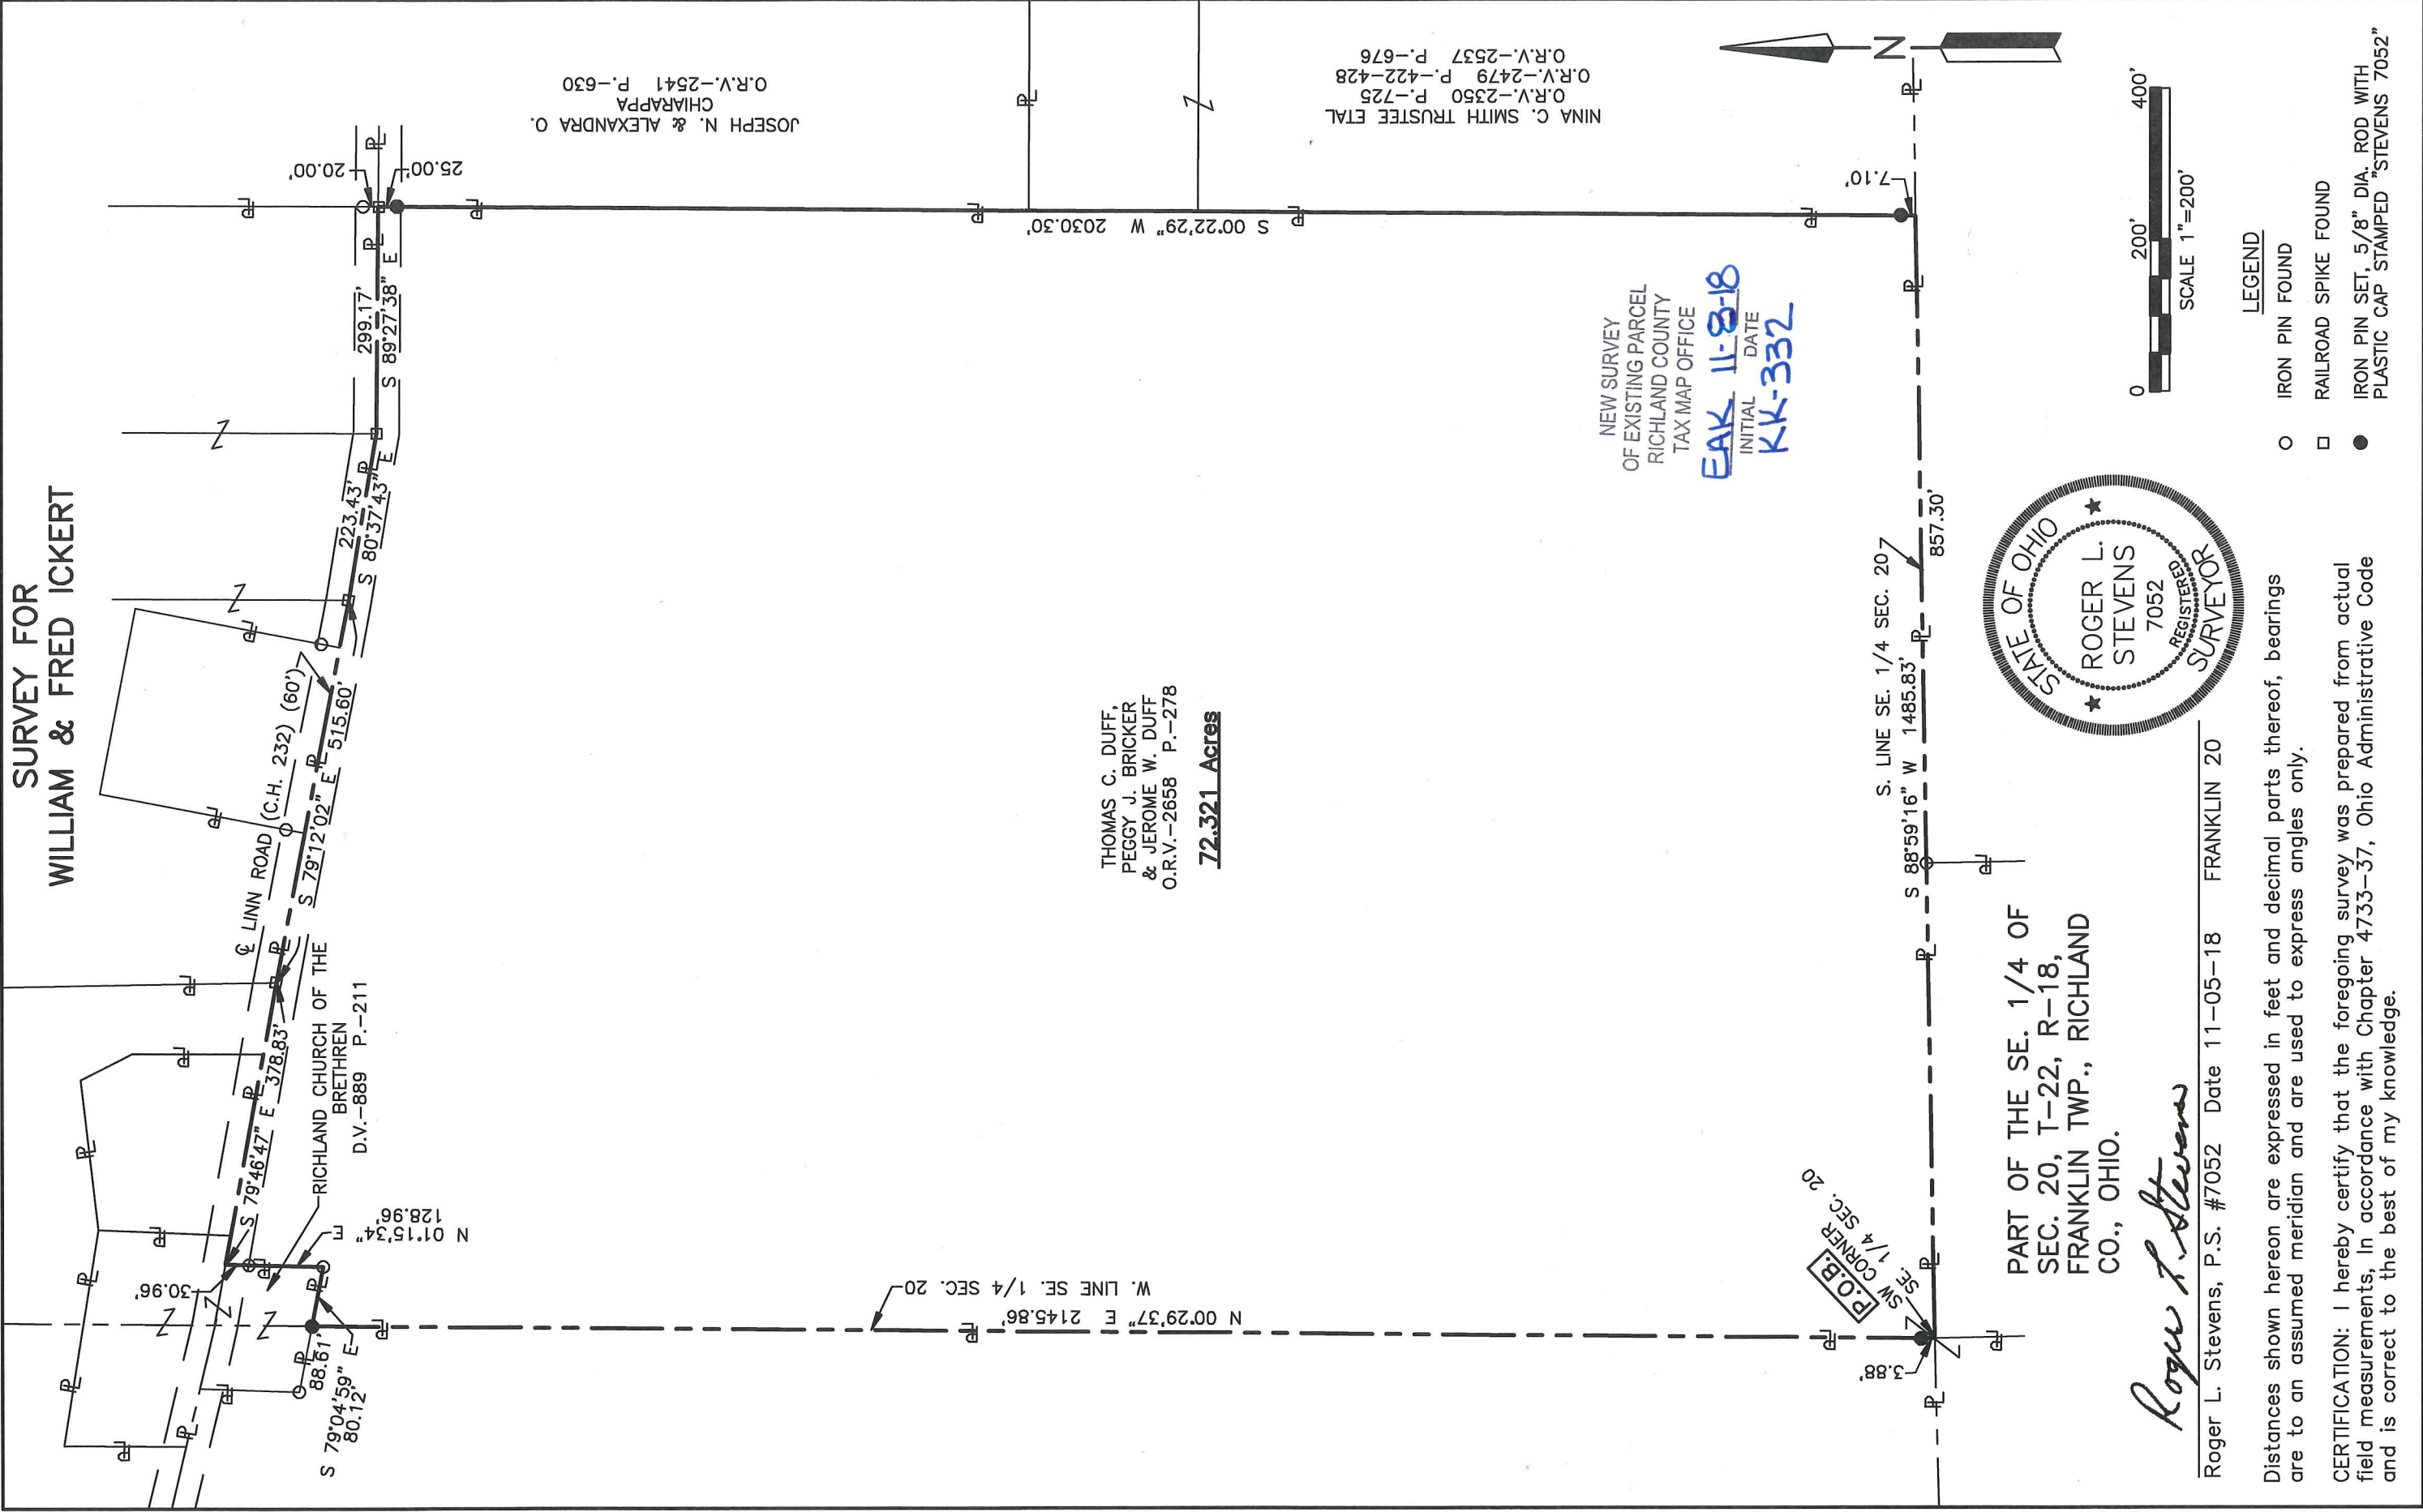 SURVEY FOR
WILLIAM & FRED ICKERT
JOSEPH N. & ALEXANDRA O.
CHIARAPPA
O.R.V.-2541 P.-630
20.00'
25.00'
299.17'
S 89°27'38" E
223.43'
S 80°37'43" E
℄ LINN ROAD (C.H. 232) (60')
S 79°12'02" E 515.60'
S 79°46'47" E 378.83'
RICHLAND CHURCH OF THE
BRETHREN
D.V.-889 P.-211
N 01°15'34" E
128.96'
30.96'
88.61'
S 79°04'59" E
80.12'
NINA C. SMITH TRUSTEE ETAL
O.R.V.-2350 P.-725
O.R.V.-2479 P.-422-428
O.R.V.-2537 P.-676
S 00°22'29" W 2030.30'
7.10'
THOMAS C. DUFF,
PEGGY J. BRICKER
& JEROME W. DUFF
O.R.V.-2658 P.-278
72.321 Acres
W. LINE SE. 1/4 SEC. 20
N 00°29'37" E 2145.86'
NEW SURVEY
OF EXISTING PARCEL
RICHLAND COUNTY
TAX MAP OFFICE
EAK 11-8-18
INITIAL DATE
KK-332
S. LINE SE. 1/4 SEC. 20
857.30'
S 88°59'16" W 1485.83'
P.O.B.
SW CORNER
SE. 1/4 SEC. 20
3.88'
N
0 200' 400'
SCALE 1"=200'
LEGEND
IRON PIN FOUND
RAILROAD SPIKE FOUND
IRON PIN SET, 5/8" DIA. ROD WITH
PLASTIC CAP STAMPED "STEVENS 7052"
PART OF THE SE. 1/4 OF
SEC. 20, T-22, R-18,
FRANKLIN TWP., RICHLAND
CO., OHIO.
STATE OF OHIO
ROGER L.
STEVENS
7052
REGISTERED
SURVEYOR
Roger L. Stevens
Roger L. Stevens, P.S. #7052 Date 11-05-18 FRANKLIN 20
Distances shown hereon are expressed in feet and decimal parts thereof, bearings
are to an assumed meridian and are used to express angles only.
CERTIFICATION: I hereby certify that the foregoing survey was prepared from actual
field measurements, In accordance with Chapter 4733-37, Ohio Administrative Code
and is correct to the best of my knowledge.